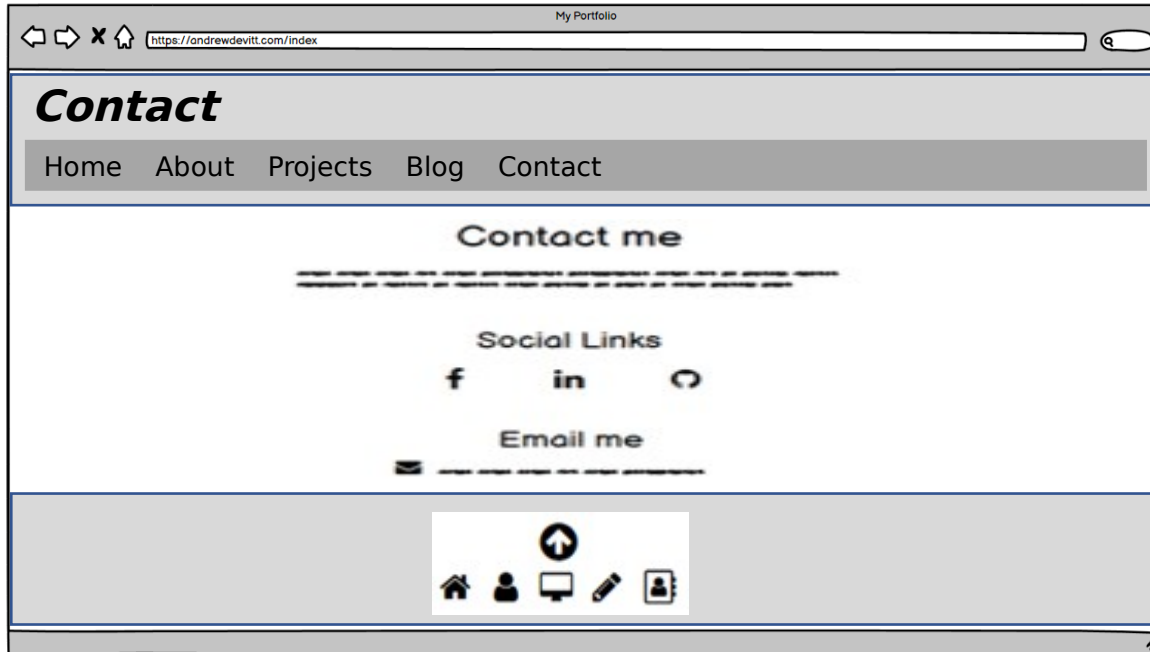 My Portfolio
https://andrewdevitt.com/index
Contact
Home About Projects Blog Contact
Contact me
Social Links
f in
Email me